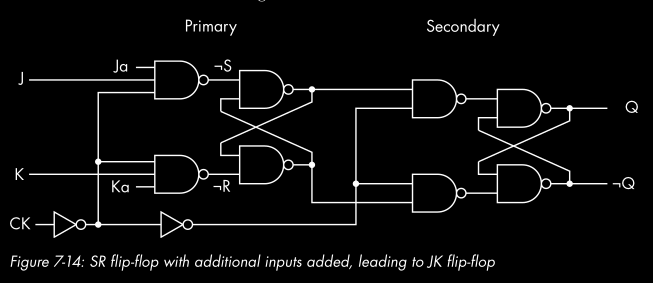 Primary
Secondary
Ja
¬S
J
Q
K
Ka
¬R
¬Q
CK
Figure 7-14: SR flip-flop with additional inputs added, leading to JK flip-flop